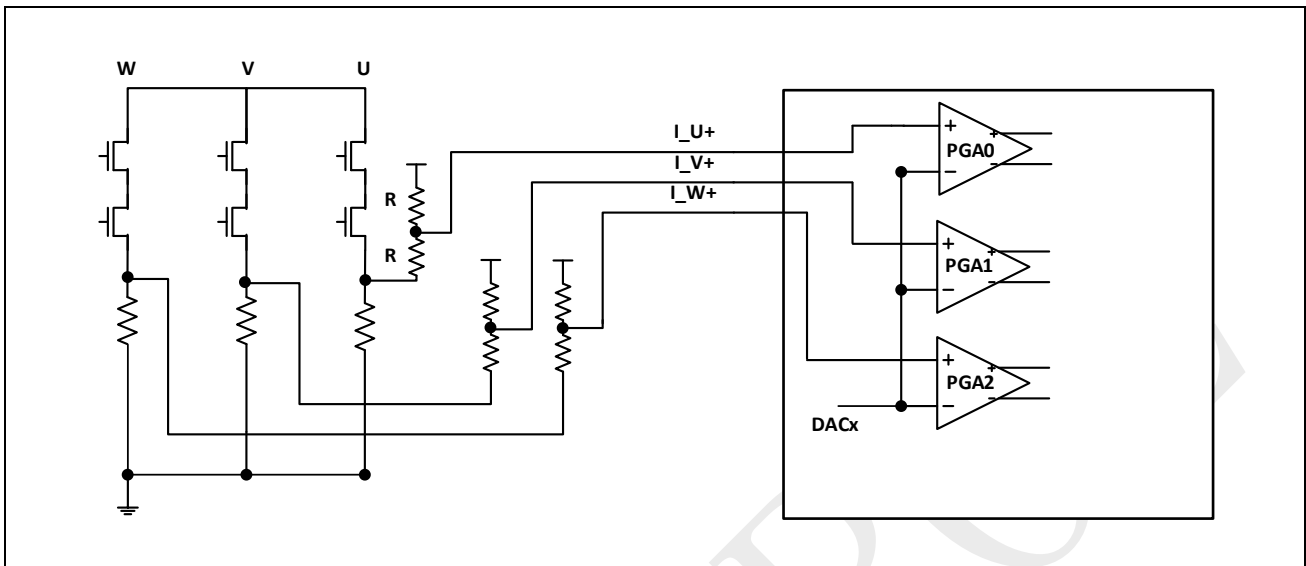 W V U
I_U+
I_V+
I_W+
R
R
+ + PGA0 - -
+ + PGA1 - -
+ + PGA2 - -
DACx